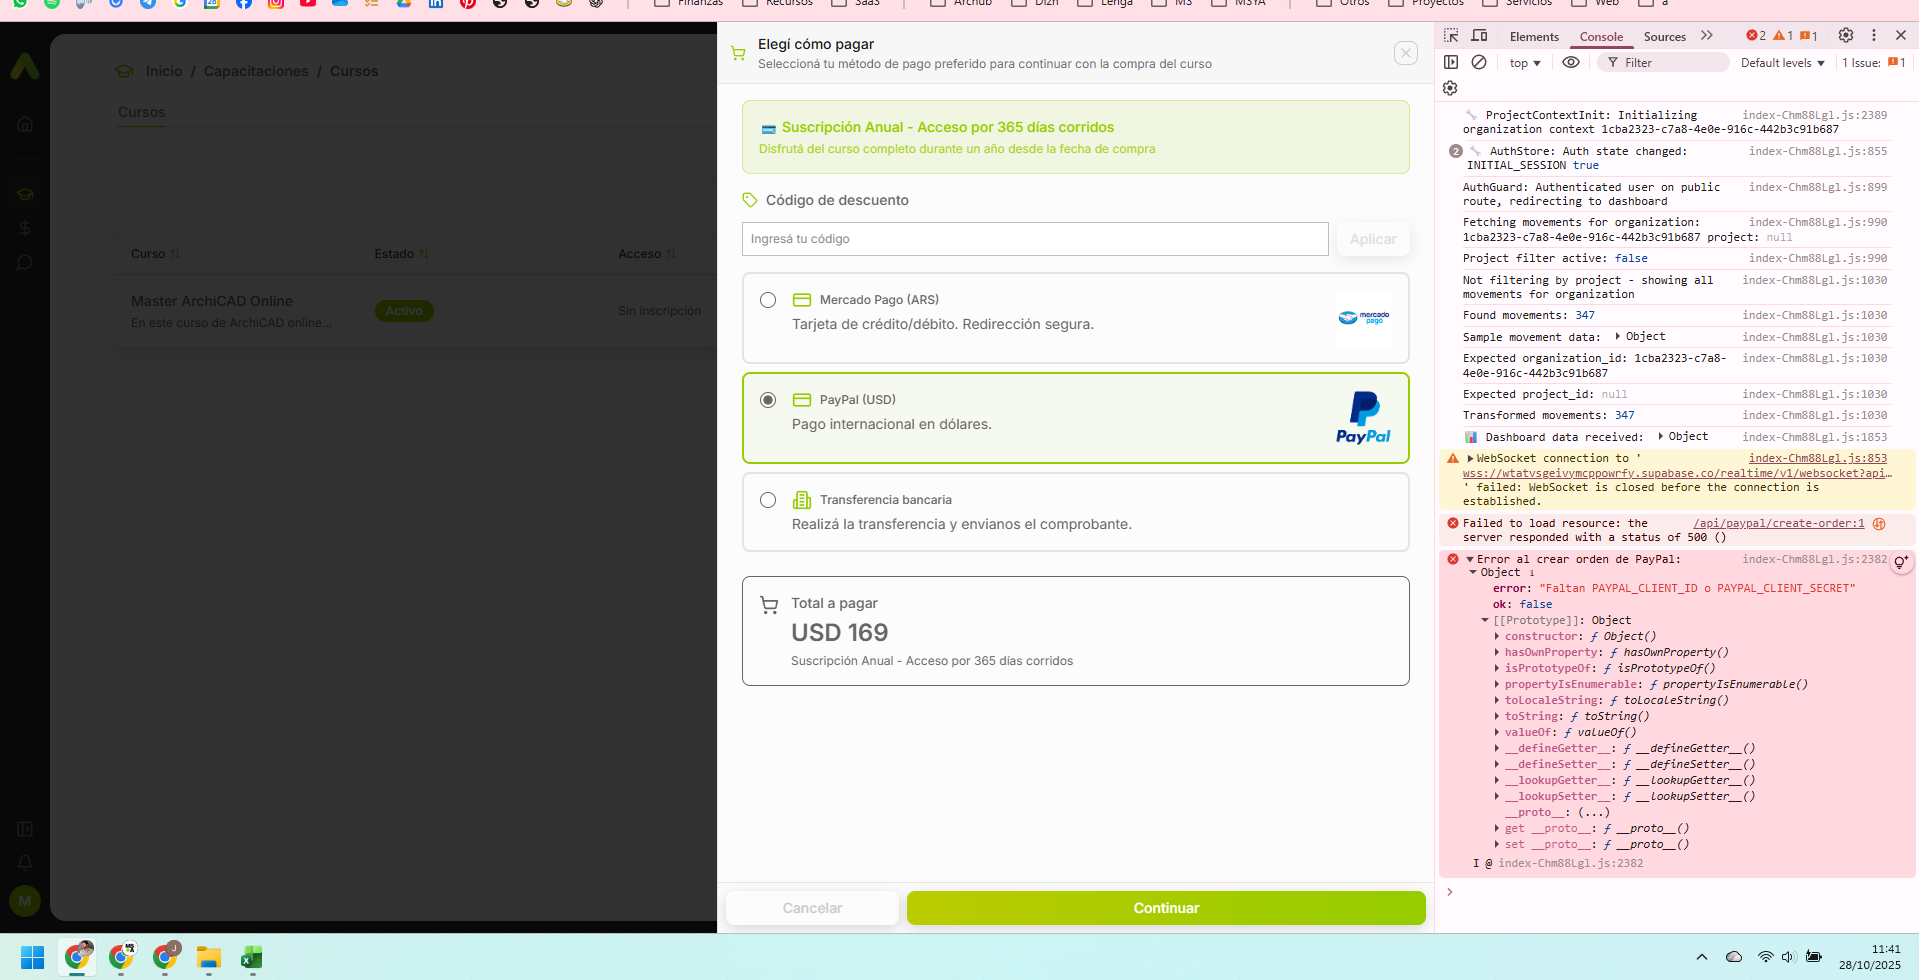 Finanzas
Recursos
SaaS
Archub
Dizn
Lenga
MS
MSYA
Otros
Proyectos
Servicios
Web
a
Inicio / Capacitaciones / Cursos
Cursos
Curso
Estado
Acceso
Master ArchiCAD Online
En este curso de ArchiCAD online...
Activo
Sin inscripción
M
Elegí cómo pagar
Seleccioná tu método de pago preferido para continuar con la compra del curso
Suscripción Anual - Acceso por 365 días corridos
Disfrutá del curso completo durante un año desde la fecha de compra
Código de descuento
Ingresá tu código
Aplicar
Mercado Pago (ARS)
Tarjeta de crédito/débito. Redirección segura.
mercado
pago
PayPal (USD)
Pago internacional en dólares.
PayPal
Transferencia bancaria
Realizá la transferencia y envianos el comprobante.
Total a pagar
USD 169
Suscripción Anual - Acceso por 365 días corridos
Cancelar
Continuar
Elements
Console
Sources
2
1
1
top
Filter
Default levels
1 Issue:
1
ProjectContextInit: Initializing index-Chm88Lgl.js:2389
organization context 1cba2323-c7a8-4e0e-916c-442b3c91b687
2 AuthStore: Auth state changed: index-Chm88Lgl.js:855
INITIAL_SESSION true
AuthGuard: Authenticated user on public index-Chm88Lgl.js:899
route, redirecting to dashboard
Fetching movements for organization: index-Chm88Lgl.js:990
1cba2323-c7a8-4e0e-916c-442b3c91b687 project: null
Project filter active: false index-Chm88Lgl.js:990
Not filtering by project - showing all index-Chm88Lgl.js:1030
movements for organization
Found movements: 347 index-Chm88Lgl.js:1030
Sample movement data: Object index-Chm88Lgl.js:1030
Expected organization_id: 1cba2323-c7a8- index-Chm88Lgl.js:1030
4e0e-916c-442b3c91b687
Expected project_id: null index-Chm88Lgl.js:1030
Transformed movements: 347 index-Chm88Lgl.js:1030
Dashboard data received: Object index-Chm88Lgl.js:1853
WebSocket connection to ' index-Chm88Lgl.js:853
wss://wtatvsgeivymcppowrfy.supabase.co/realtime/v1/websocket?api…
' failed: WebSocket is closed before the connection is
established.
Failed to load resource: the /api/paypal/create-order:1
server responded with a status of 500 ()
Error al crear orden de PayPal: index-Chm88Lgl.js:2382
Object i
error: "Faltan PAYPAL_CLIENT_ID o PAYPAL_CLIENT_SECRET"
ok: false
[[Prototype]]: Object
constructor: ƒ Object()
hasOwnProperty: ƒ hasOwnProperty()
isPrototypeOf: ƒ isPrototypeOf()
propertyIsEnumerable: ƒ propertyIsEnumerable()
toLocaleString: ƒ toLocaleString()
toString: ƒ toString()
valueOf: ƒ valueOf()
__defineGetter__: ƒ __defineGetter__()
__defineSetter__: ƒ __defineSetter__()
__lookupGetter__: ƒ __lookupGetter__()
__lookupSetter__: ƒ __lookupSetter__()
__proto__: (...)
get __proto__: ƒ __proto__()
set __proto__: ƒ __proto__()
I @ index-Chm88Lgl.js:2382
J
11:41
28/10/2025